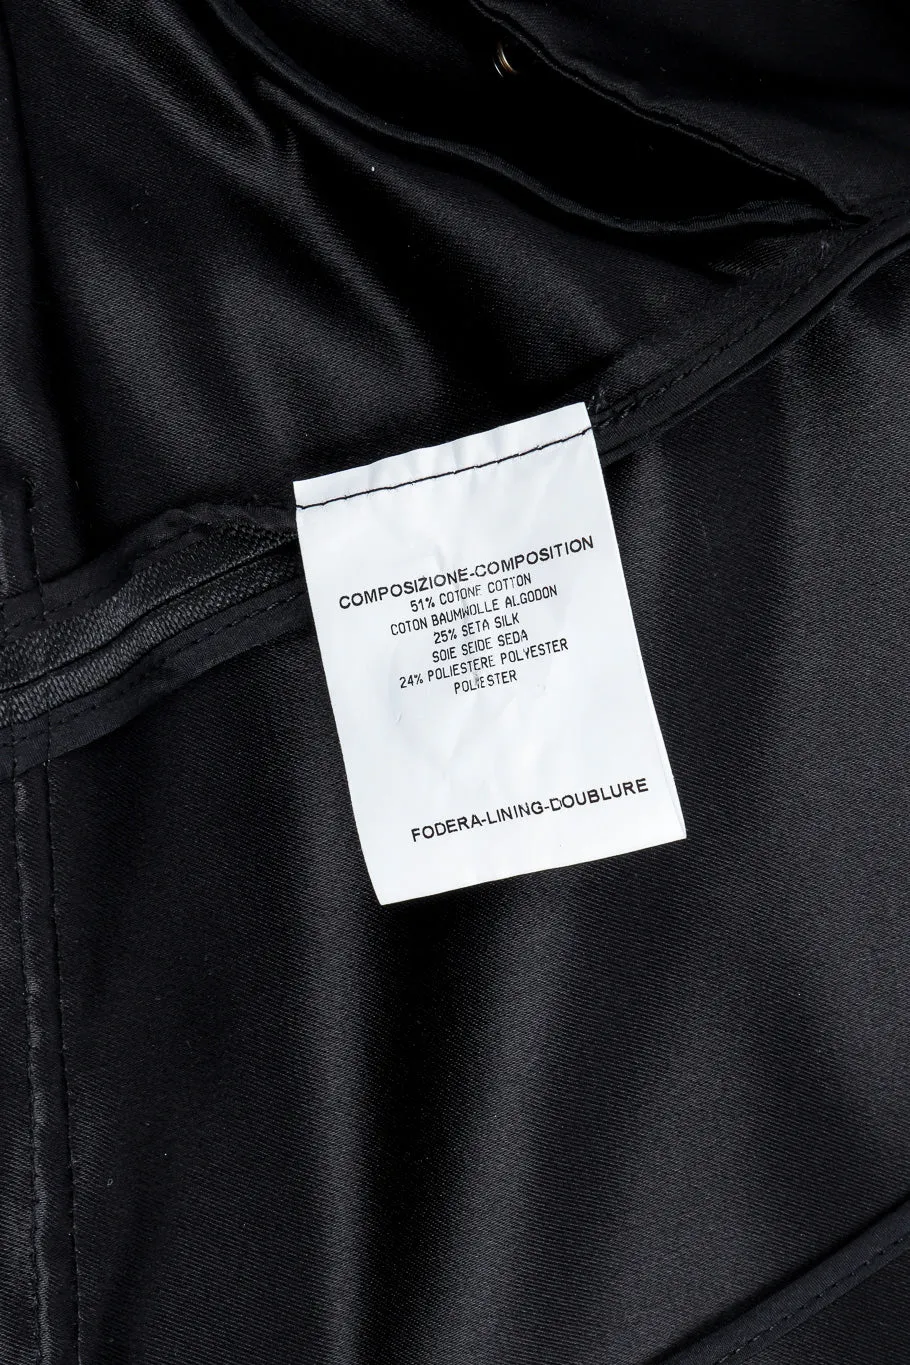 COMPOSIZIONE-COMPOSITION
51% COTONE COTTON
COTON BAUMWOLLE ALGODON
25% SETA SILK
SOIE SEIDE SEDA
24% POLIESTERE POLYESTER
POLIESTER
FODERA-LINING-DOUBLURE